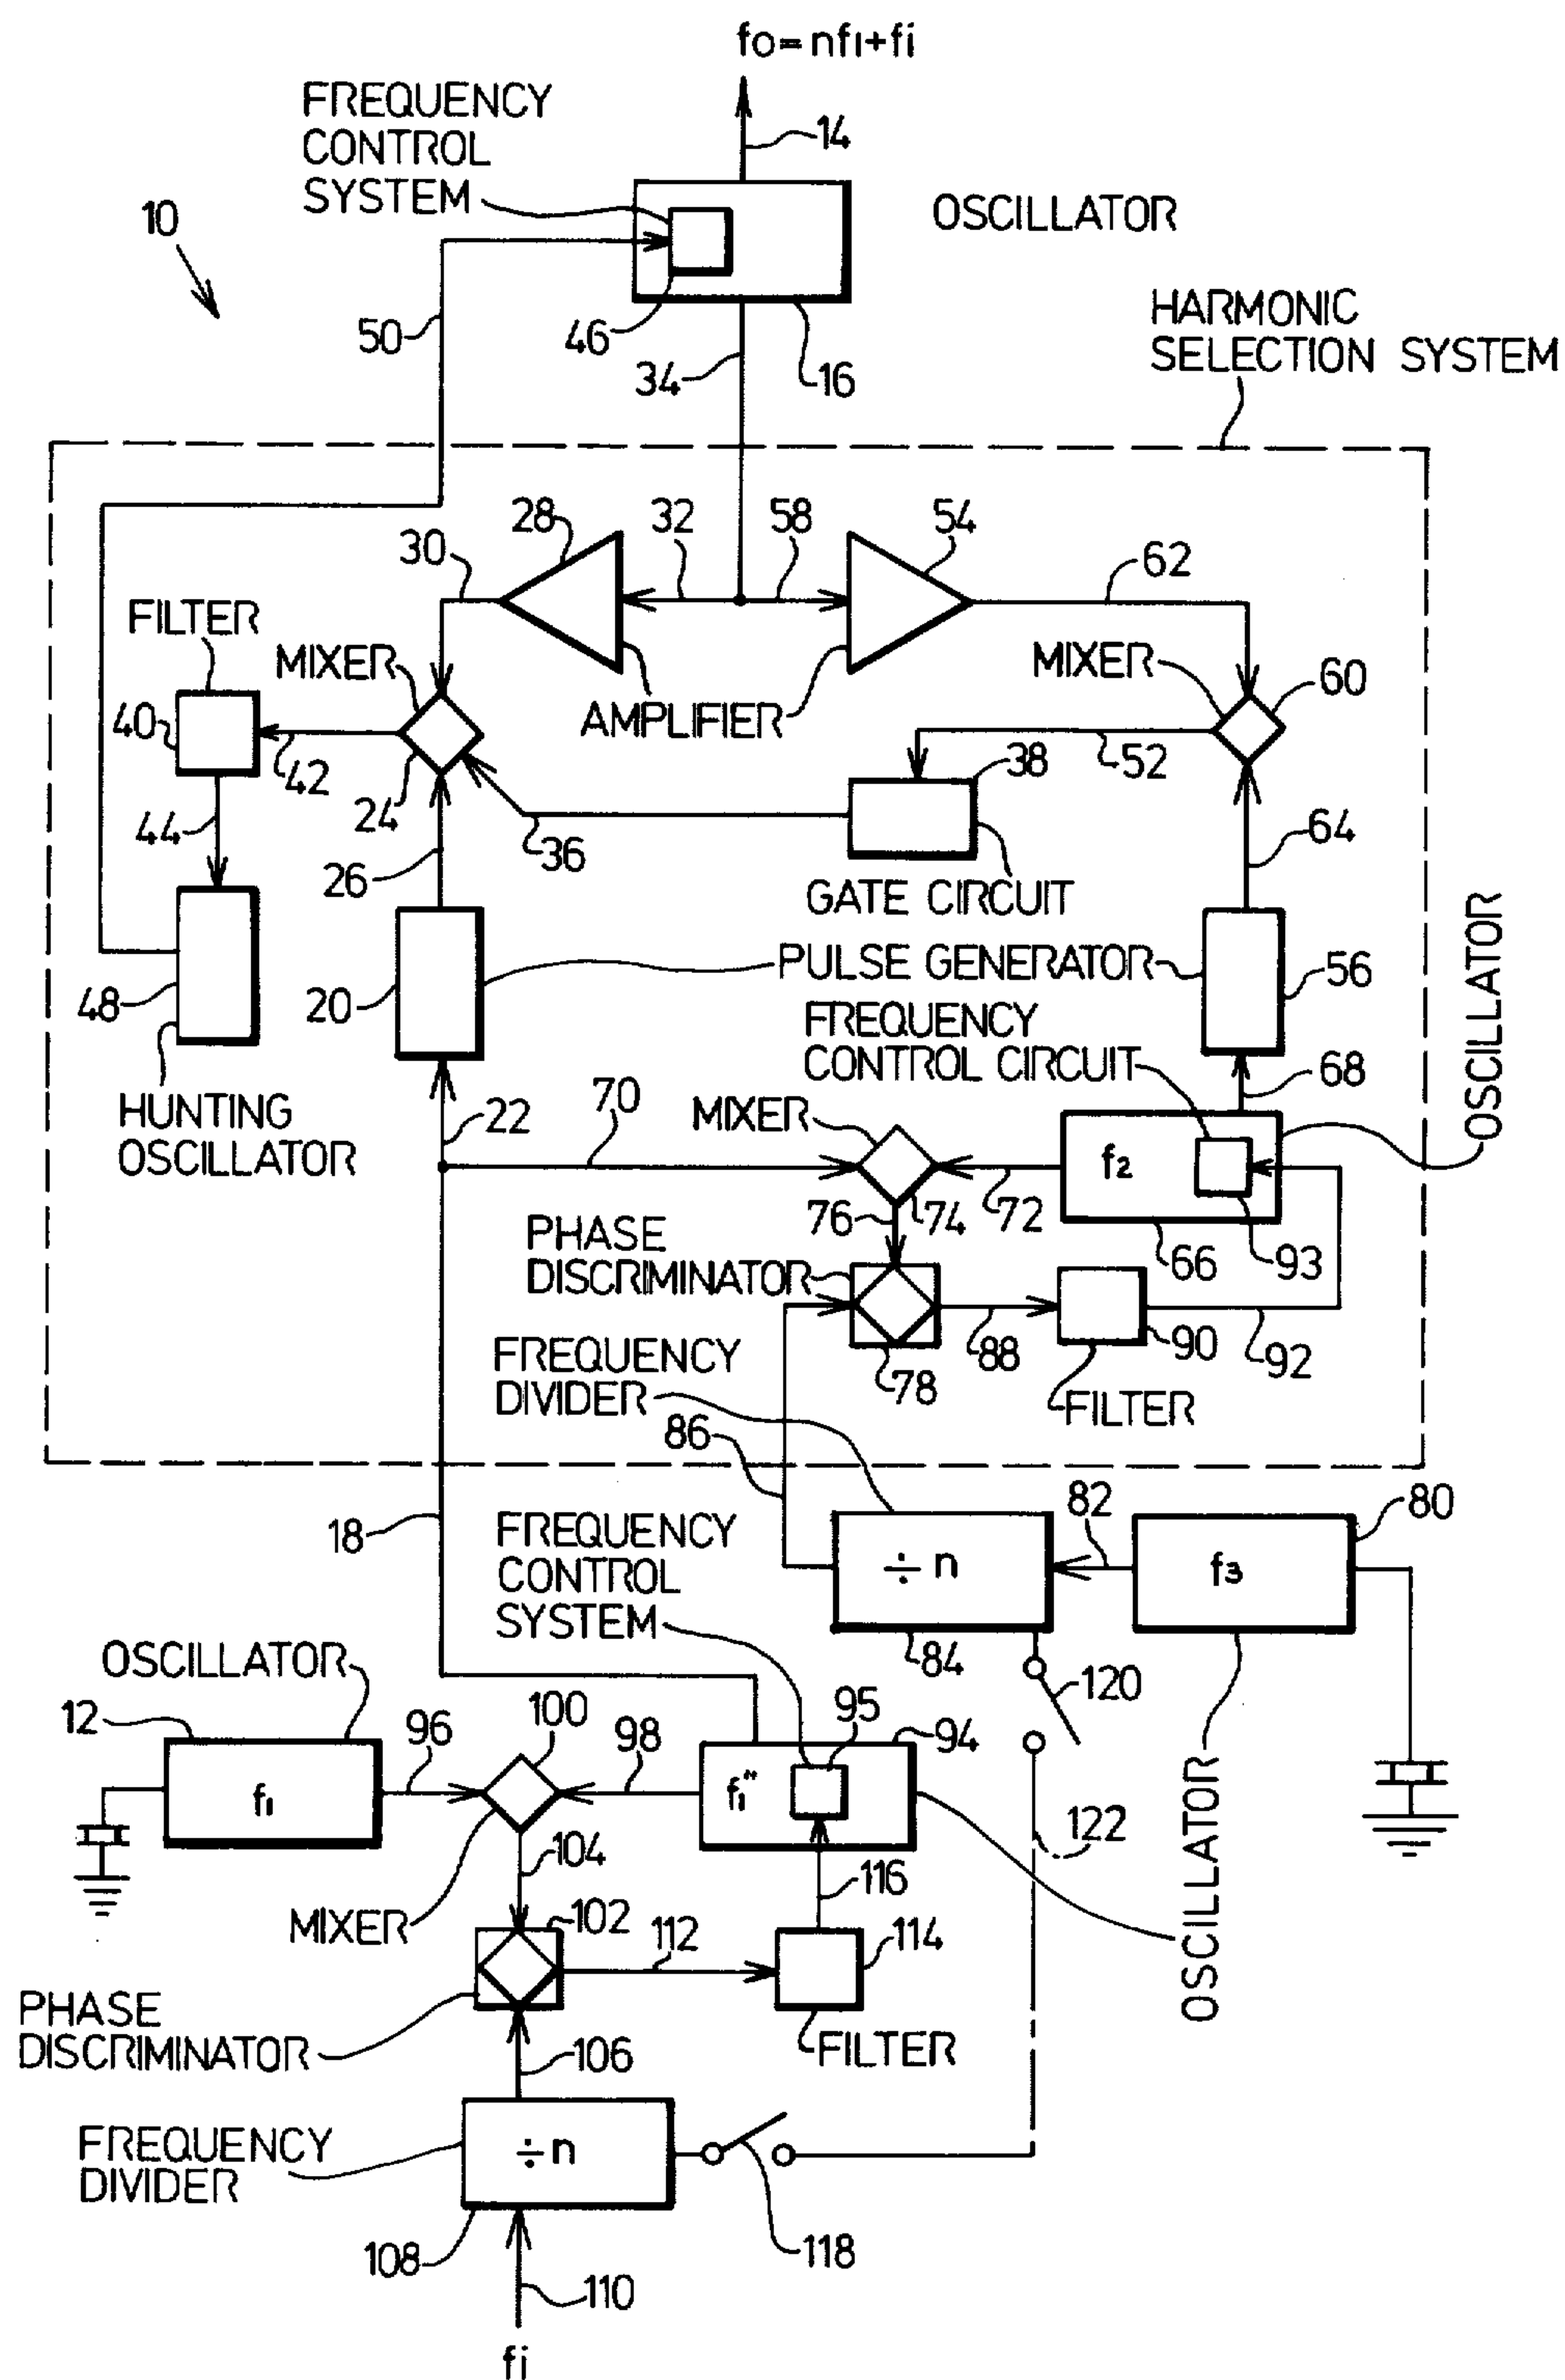 fo=nf1+fi
FREQUENCY
CONTROL
SYSTEM
14
OSCILLATOR
10
50
46
34
16
HARMONIC
SELECTION SYSTEM
28
32
58
54
30
62
FILTER
MIXER
MIXER
60
40
AMPLIFIER
42
24
52
38
44
26
36
64
GATE CIRCUIT
48
20
PULSE GENERATOR
56
FREQUENCY
CONTROL CIRCUIT
OSCILLATOR
HUNTING
OSCILLATOR
22
70
MIXER
68
f2
76
74
72
66
93
PHASE
DISCRIMINATOR
78
88
90
92
FREQUENCY
DIVIDER
FILTER
86
18
FREQUENCY
CONTROL
SYSTEM
82
80
÷n
f3
84
OSCILLATOR
12
96
100
98
95
94
120
f1
f1"
104
116
122
MIXER
102
112
114
OSCILLATOR
PHASE
DISCRIMINATOR
106
FILTER
FREQUENCY
DIVIDER
÷n
108
118
110
fi